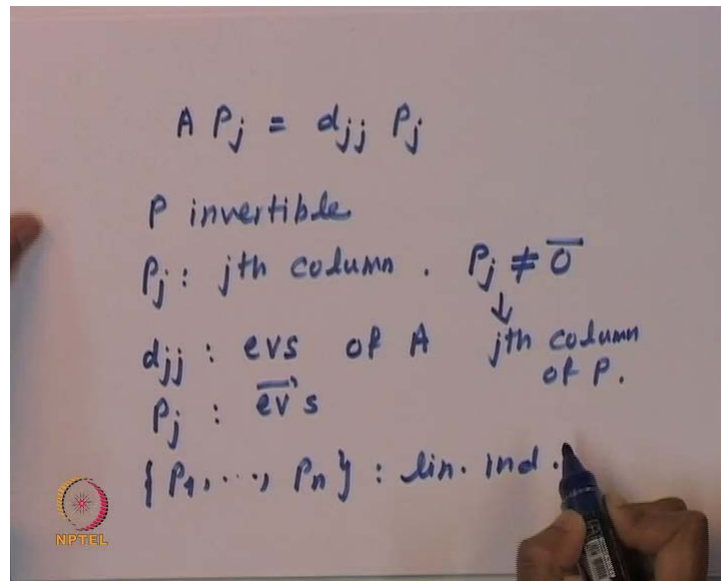 A Pj = djj Pj
P invertible
Pj : jth column . Pj ≠ 0̅
↓
djj : evs of A jth column
of P.
Pj : e̅v̅'s
{P1, ..., Pn} : lin. ind.
NPTEL